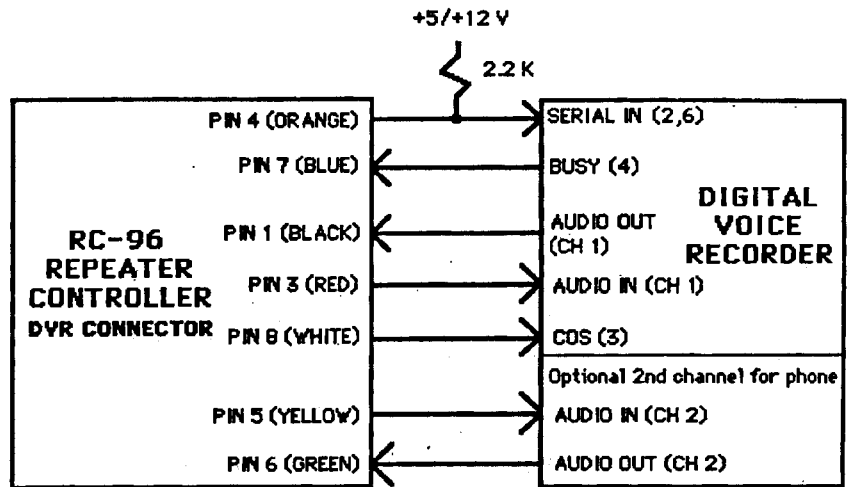 +5/+12 V
2.2 K
PIN 4 (ORANGE)
SERIAL IN (2,6)
PIN 7 (BLUE)
BUSY (4)
PIN 1 (BLACK)
AUDIO OUT
(CH 1)
PIN 3 (RED)
AUDIO IN (CH 1)
PIN 8 (WHITE)
COS (3)
RC-96
REPEATER
CONTROLLER
DVR CONNECTOR
DIGITAL
VOICE
RECORDER
Optional 2nd channel for phone
PIN 5 (YELLOW)
AUDIO IN (CH 2)
PIN 6 (GREEN)
AUDIO OUT (CH 2)